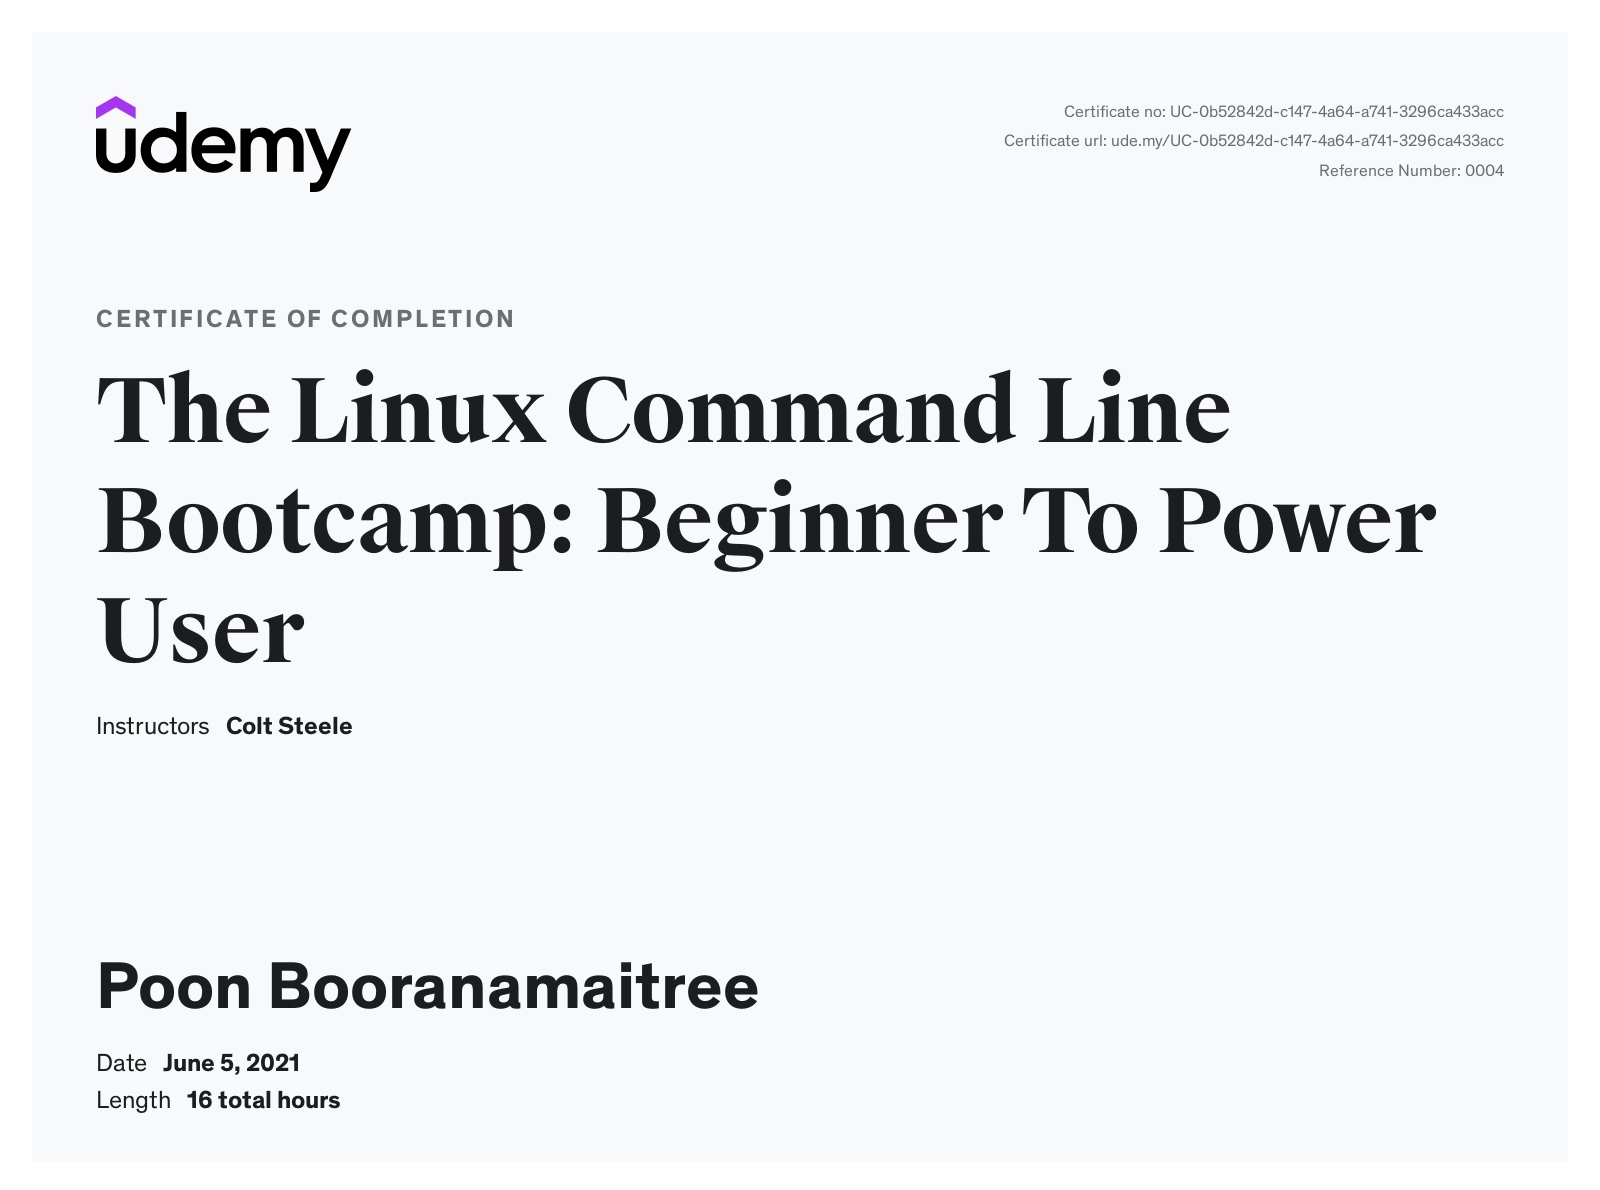 udemy
Certificate no: UC-0b52842d-c147-4a64-a741-3296ca433acc
Certificate url: ude.my/UC-0b52842d-c147-4a64-a741-3296ca433acc
Reference Number: 0004
CERTIFICATE OF COMPLETION
The Linux Command Line
Bootcamp: Beginner To Power
User
Instructors Colt Steele
Poon Booranamaitree
Date June 5, 2021
Length 16 total hours